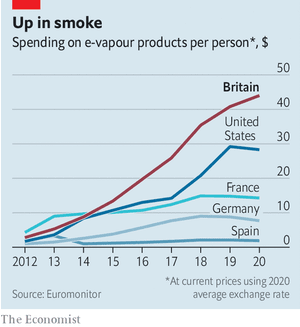 Up in smoke
Spending on e-vapour products per person*, $
50
Britain
40
United
States
30
20
France
10
Germany
Spain
0
2012 13 14 15 16 17 18 19 20
*At current prices using 2020
Source: Euromonitor average exchange rate
The Economist